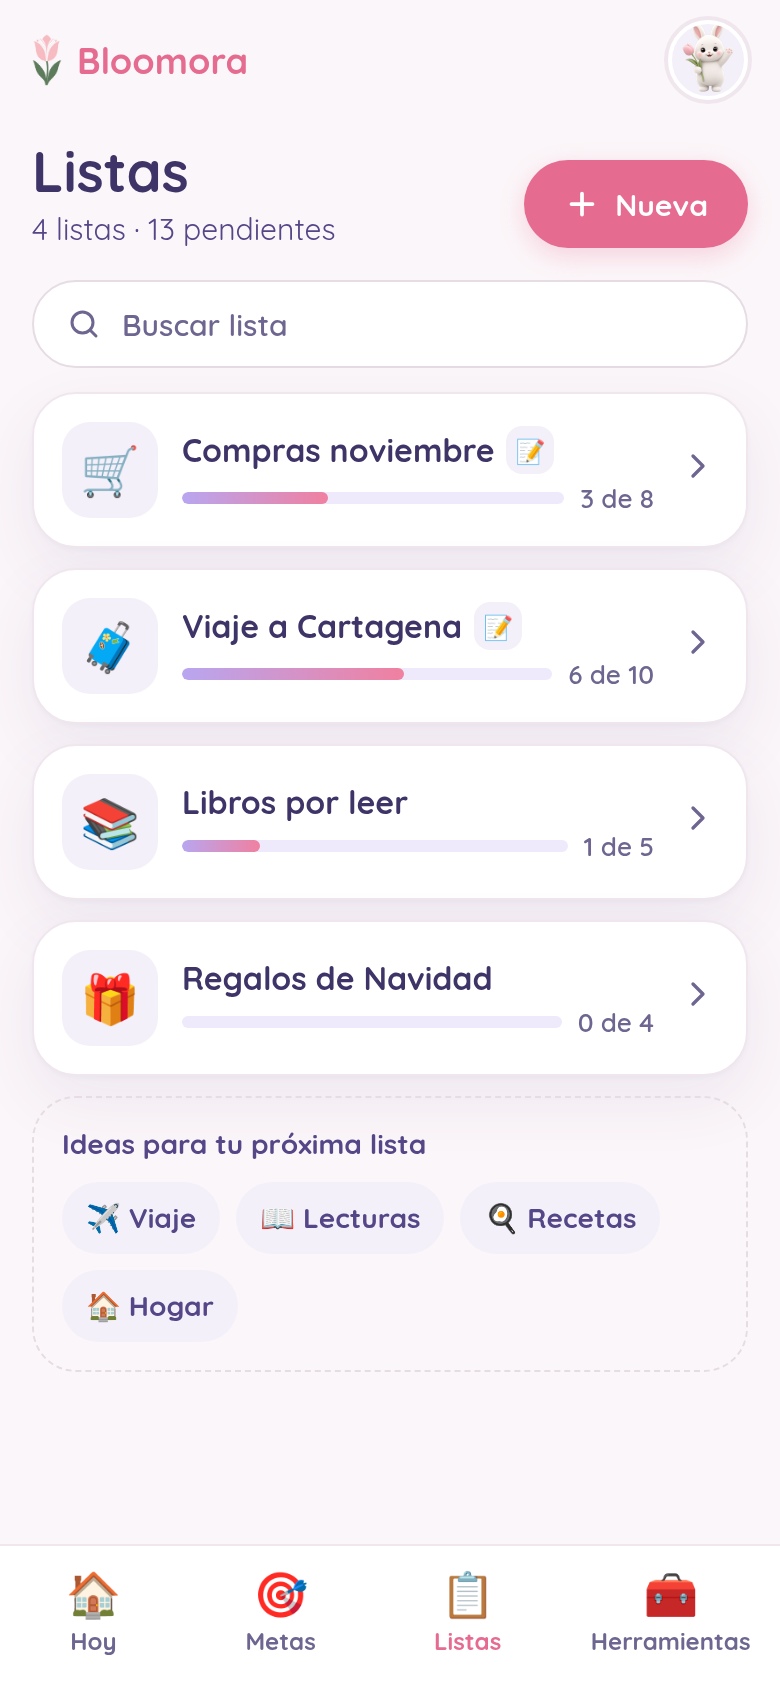 Bloomora
Listas
4 listas · 13 pendientes
+ Nueva
Buscar lista
Compras noviembre
3 de 8
Viaje a Cartagena
6 de 10
Libros por leer
1 de 5
Regalos de Navidad
0 de 4
Ideas para tu próxima lista
Viaje Lecturas Recetas
Hogar
Hoy Metas Listas Herramientas